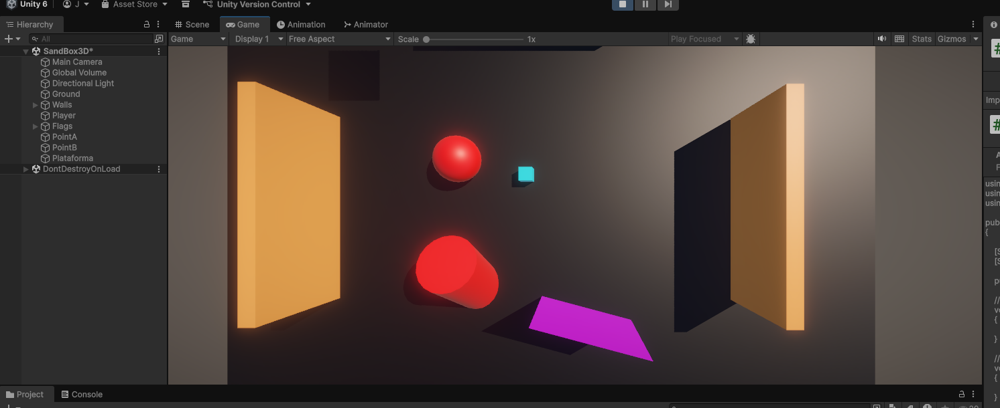 Unity 6 J Asset Store Unity Version Control
Hierarchy Scene Game Animation Animator
All Game Display 1 Free Aspect Scale 1x Play Focused Stats Gizmos
SandBox3D*
Main Camera
Global Volume
Directional Light
Ground
Walls
Player
Flags
PointA
PointB
Plataforma
DontDestroyOnLoad
#
Imp
#
A
F
usin
usin
usin
pub
{
[S
[S
p
//
v
{
}
//
v
{
}
Project Console